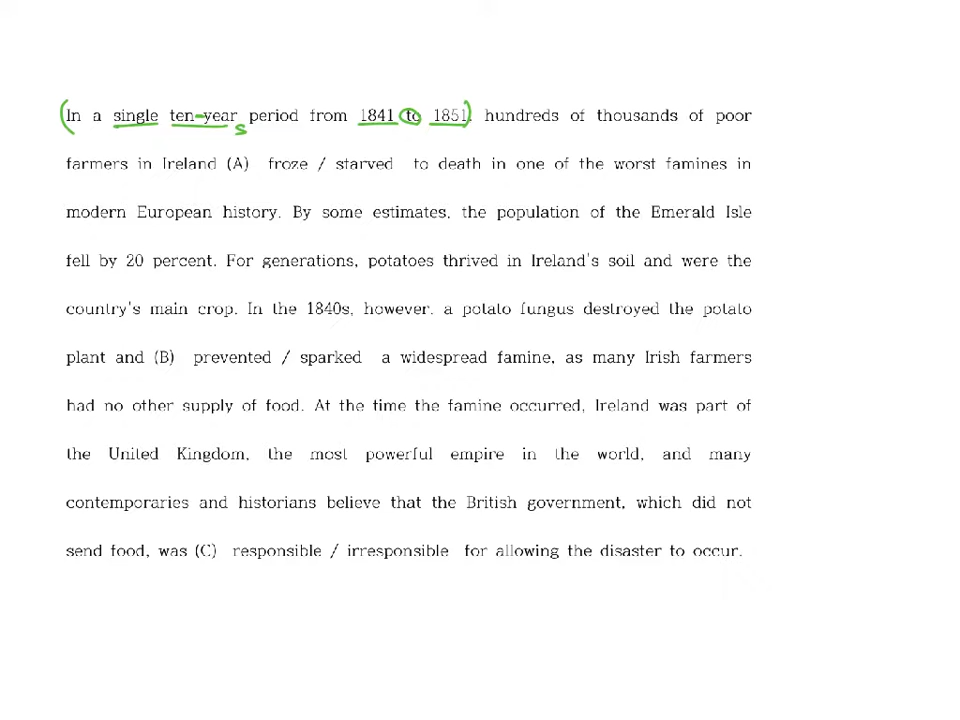 In a single ten-year period from 1841 to 1851, hundreds of thousands of poor
s
farmers in Ireland (A) froze / starved to death in one of the worst famines in
modern European history. By some estimates, the population of the Emerald Isle
fell by 20 percent. For generations, potatoes thrived in Ireland's soil and were the
country's main crop. In the 1840s, however, a potato fungus destroyed the potato
plant and (B) prevented / sparked a widespread famine, as many Irish farmers
had no other supply of food. At the time the famine occurred, Ireland was part of
the United Kingdom, the most powerful empire in the world, and many
contemporaries and historians believe that the British government, which did not
send food, was (C) responsible / irresponsible for allowing the disaster to occur.